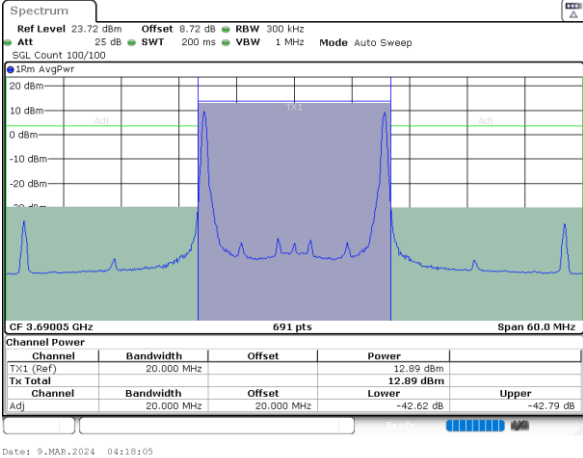 Spectrum
Ref Level 23.72 dBm Offset 8.72 dB RBW 300 kHz
Att 25 dB SWT 200 ms VBW 1 MHz Mode Auto Sweep
SGL Count 100/100
1Rm AvgPwr
20 dBm
TX1
10 dBm
Adj Adj
0 dBm
-10 dBm
-20 dBm
CF 3.69005 GHz 691 pts Span 60.0 MHz
Channel Power
Channel Bandwidth Offset Power
TX1 (Ref) 20.000 MHz 12.89 dBm
Tx Total 12.89 dBm
Channel Bandwidth Offset Lower Upper
Adj 20.000 MHz 20.000 MHz -42.62 dB -42.79 dB
Date: 9.MAR.2024 04:18:05